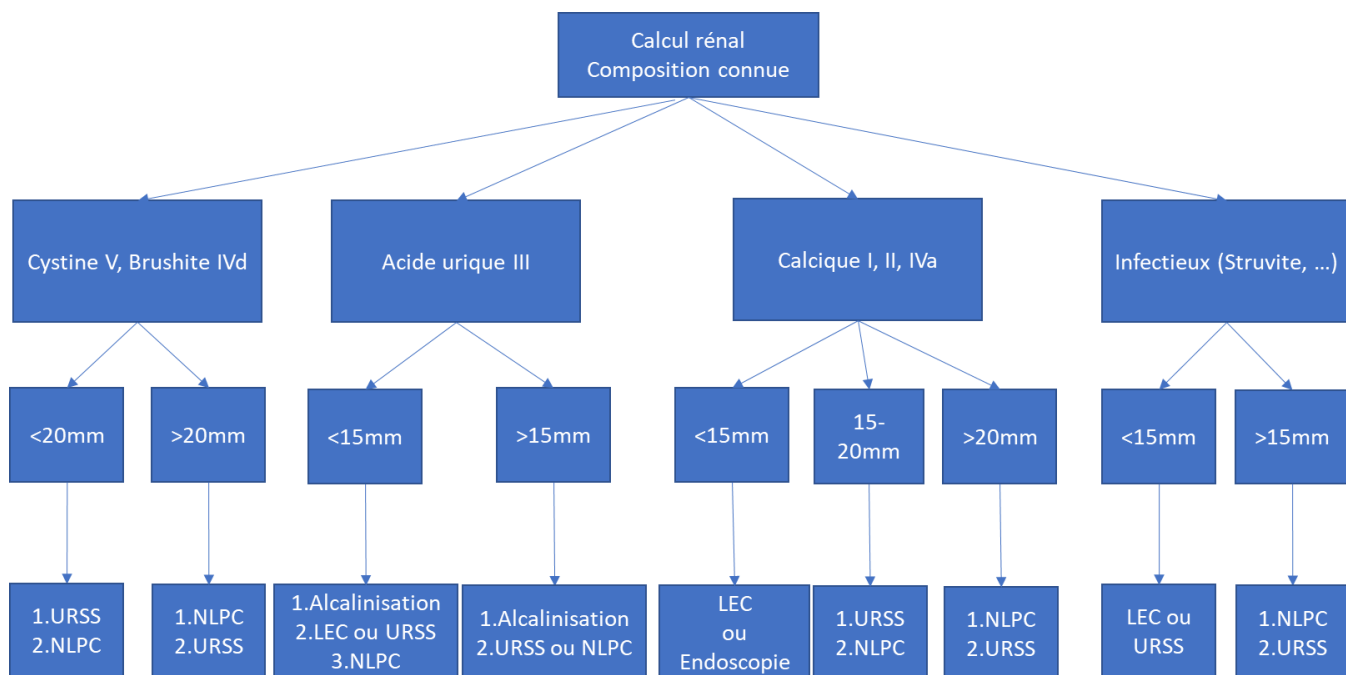 Calcul rénal
Composition connue
Cystine V, Brushite IVd
Acide urique III
Calcique I, II, IVa
Infectieux (Struvite, ...)
<20mm
>20mm
<15mm
>15mm
<15mm
15-
20mm
>20mm
<15mm
>15mm
1.URSS
2.NLPC
1.NLPC
2.URSS
1.Alcalinisation
2.LEC ou URSS
3.NLPC
1.Alcalinisation
2.URSS ou NLPC
LEC
ou
Endoscopie
1.URSS
2.NLPC
1.NLPC
2.URSS
LEC ou
URSS
1.NLPC
2.URSS